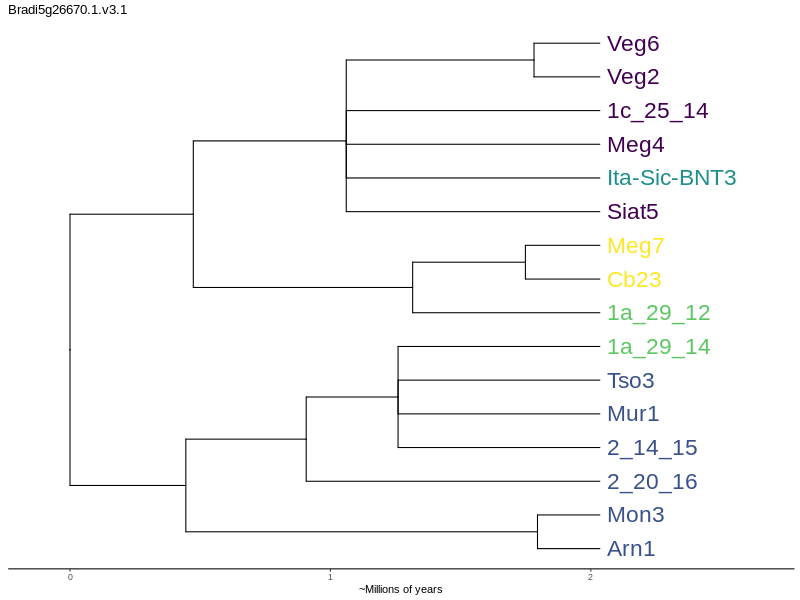 Bradi5g26670.1.v3.1
Veg6
Veg2
1c_25_14
Meg4
Ita-Sic-BNT3
Siat5
Meg7
Cb23
1a_29_12
1a_29_14
Tso3
Mur1
2_14_15
2_20_16
Mon3
Arn1
0 1 2
~Millions of years